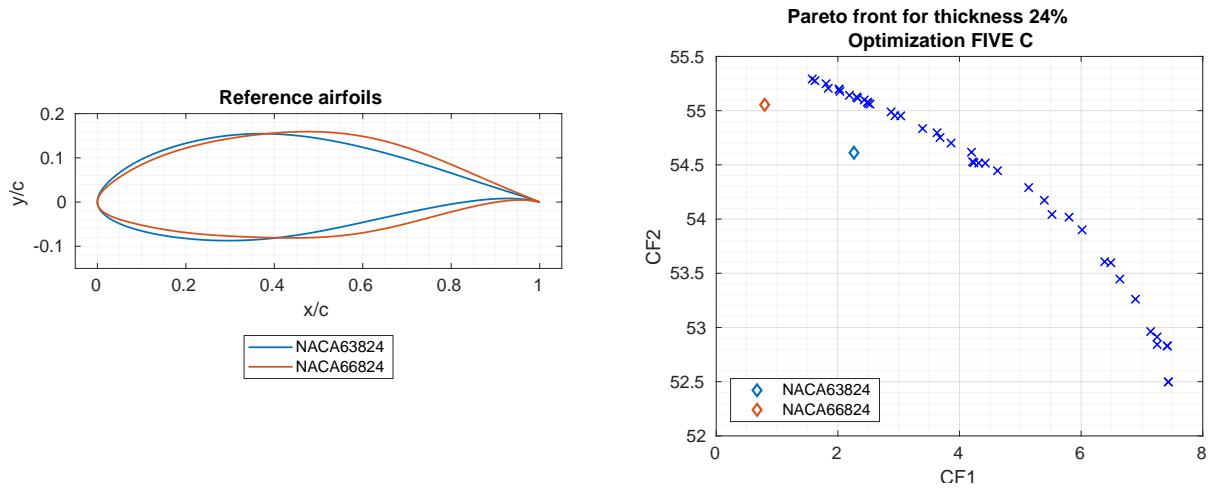 Reference airfoils
0.2
0.1
0
-0.1
y/c
0
0.2
0.4
0.6
0.8
1
x/c
NACA63824
NACA66824
Pareto front for thickness 24%
Optimization FIVE C
55.5
55
54.5
54
53.5
53
52.5
52
CF2
0
2
4
6
8
CF1
NACA63824
NACA66824